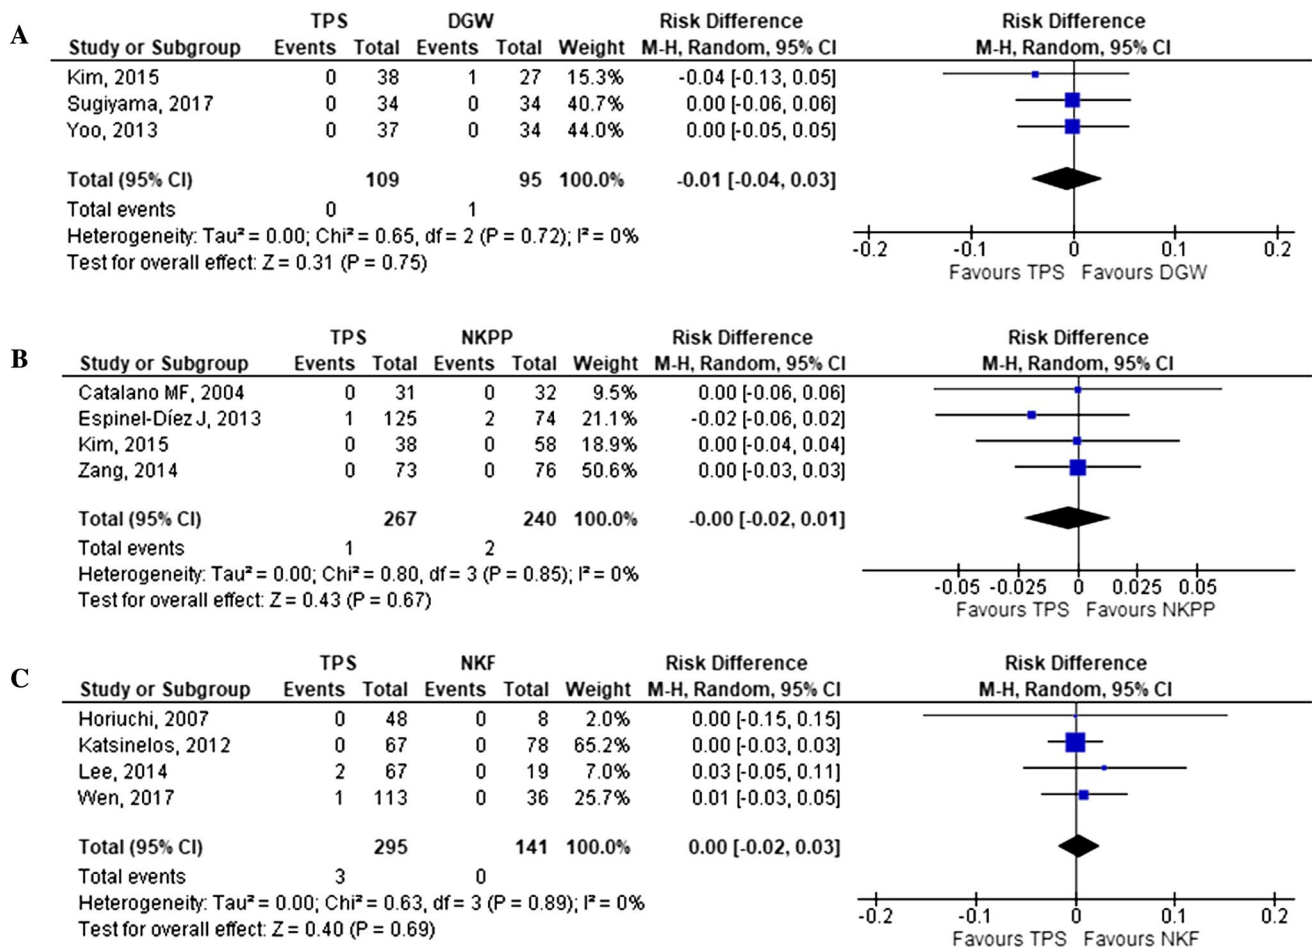 A
TPS DGW Risk Difference Risk Difference
Study or Subgroup Events Total Events Total Weight M-H, Random, 95% CI M-H, Random, 95% CI
Kim, 2015 0 38 1 27 15.3% -0.04 [-0.13, 0.05]
Sugiyama, 2017 0 34 0 34 40.7% 0.00 [-0.06, 0.06]
Yoo, 2013 0 37 0 34 44.0% 0.00 [-0.05, 0.05]
Total (95% CI) 109 95 100.0% -0.01 [-0.04, 0.03]
Total events 0 1
Heterogeneity: Tau² = 0.00; Chi² = 0.65, df = 2 (P = 0.72); I² = 0%
Test for overall effect: Z = 0.31 (P = 0.75)
-0.2 -0.1 0 0.1 0.2
Favours TPS Favours DGW
B
TPS NKPP Risk Difference Risk Difference
Study or Subgroup Events Total Events Total Weight M-H, Random, 95% CI M-H, Random, 95% CI
Catalano MF, 2004 0 31 0 32 9.5% 0.00 [-0.06, 0.06]
Espinel-Díez J, 2013 1 125 2 74 21.1% -0.02 [-0.06, 0.02]
Kim, 2015 0 38 0 58 18.9% 0.00 [-0.04, 0.04]
Zang, 2014 0 73 0 76 50.6% 0.00 [-0.03, 0.03]
Total (95% CI) 267 240 100.0% -0.00 [-0.02, 0.01]
Total events 1 2
Heterogeneity: Tau² = 0.00; Chi² = 0.80, df = 3 (P = 0.85); I² = 0%
Test for overall effect: Z = 0.43 (P = 0.67)
-0.05 -0.025 0 0.025 0.05
Favours TPS Favours NKPP
C
TPS NKF Risk Difference Risk Difference
Study or Subgroup Events Total Events Total Weight M-H, Random, 95% CI M-H, Random, 95% CI
Horiuchi, 2007 0 48 0 8 2.0% 0.00 [-0.15, 0.15]
Katsinelos, 2012 0 67 0 78 65.2% 0.00 [-0.03, 0.03]
Lee, 2014 2 67 0 19 7.0% 0.03 [-0.05, 0.11]
Wen, 2017 1 113 0 36 25.7% 0.01 [-0.03, 0.05]
Total (95% CI) 295 141 100.0% 0.00 [-0.02, 0.03]
Total events 3 0
Heterogeneity: Tau² = 0.00; Chi² = 0.63, df = 3 (P = 0.89); I² = 0%
Test for overall effect: Z = 0.40 (P = 0.69)
-0.2 -0.1 0 0.1 0.2
Favours TPS Favours NKF